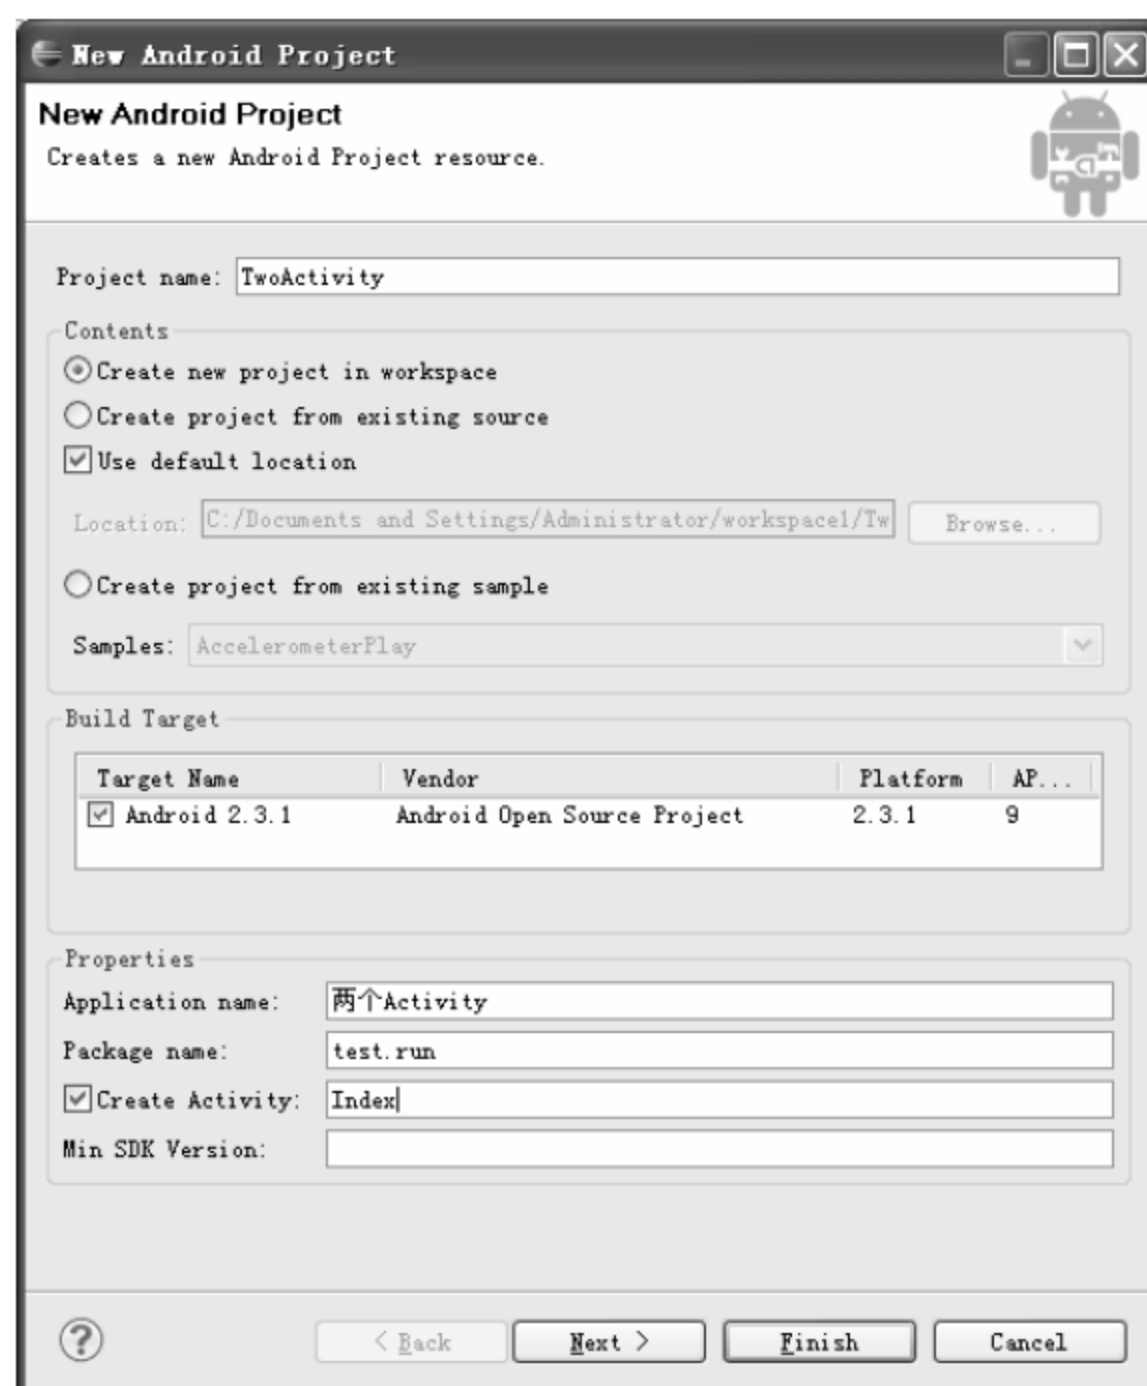 New Android Project
New Android Project
Creates a new Android Project resource.
Project name: TwoActivity
Contents
Create new project in workspace
Create project from existing source
Use default location
Location: C:/Documents and Settings/Administrator/workspace1/Tw Browse...
Create project from existing sample
Samples: AccelerometerPlay
Build Target
Target Name Vendor Platform AP...
Android 2.3.1 Android Open Source Project 2.3.1 9
Properties
Application name: 两个Activity
Package name: test.run
Create Activity: Index
Min SDK Version:
? < Back Next > Finish Cancel